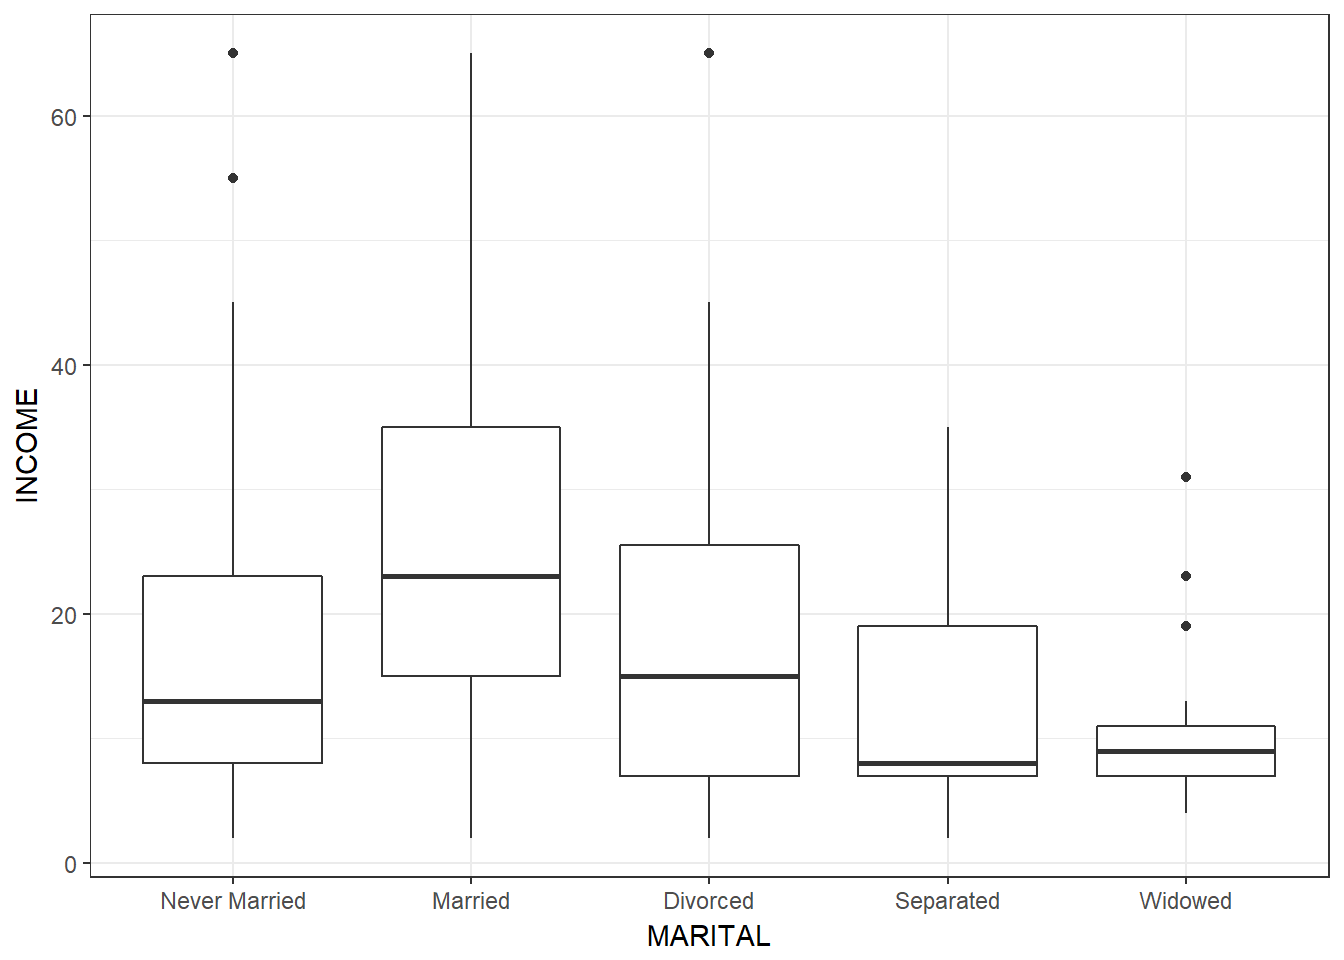 INCOME
60
40
20
0
Never Married
Married
Divorced
Separated
Widowed
MARITAL